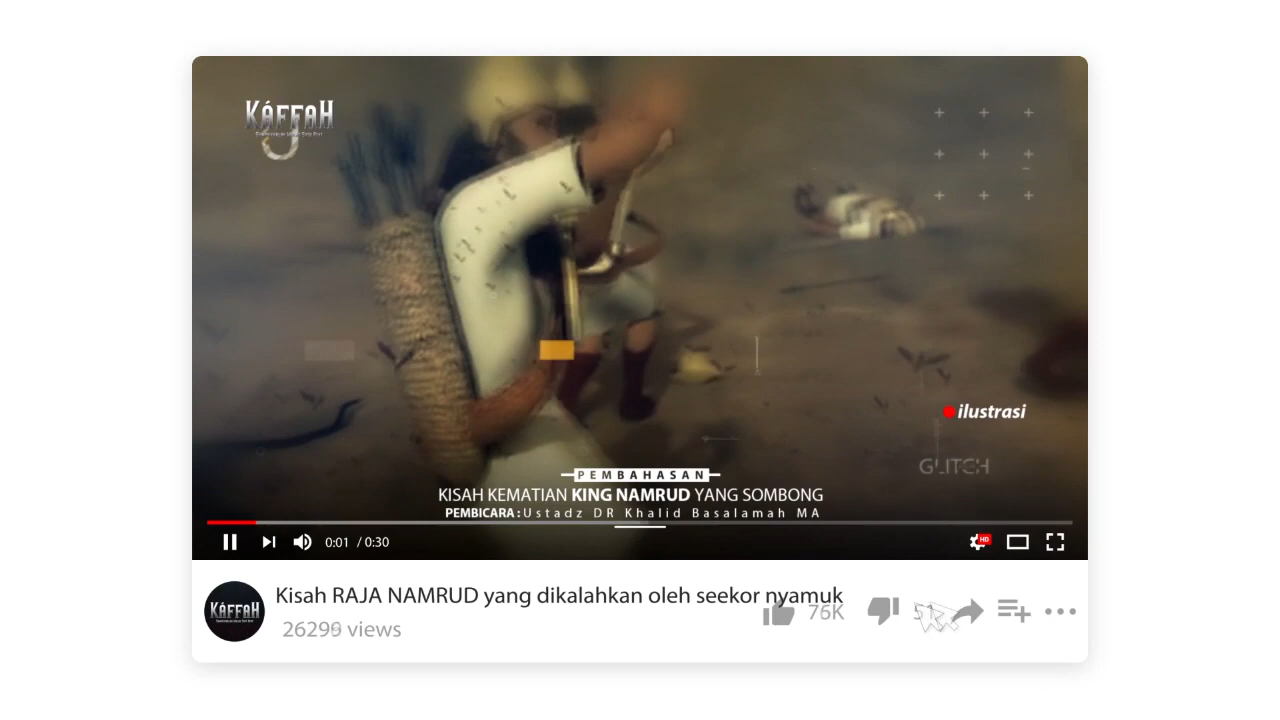 KÁFFAH
ilustrasi
GLITCH
PEMBAHASAN
KISAH KEMATIAN KING NAMRUD YANG SOMBONG
PEMBICARA:Ustadz DR Khalid Basalamah MA
0:01 / 0:30
HD
KÁFFAH
Kisah RAJA NAMRUD yang dikalahkan oleh seekor nyamuk
76K
views